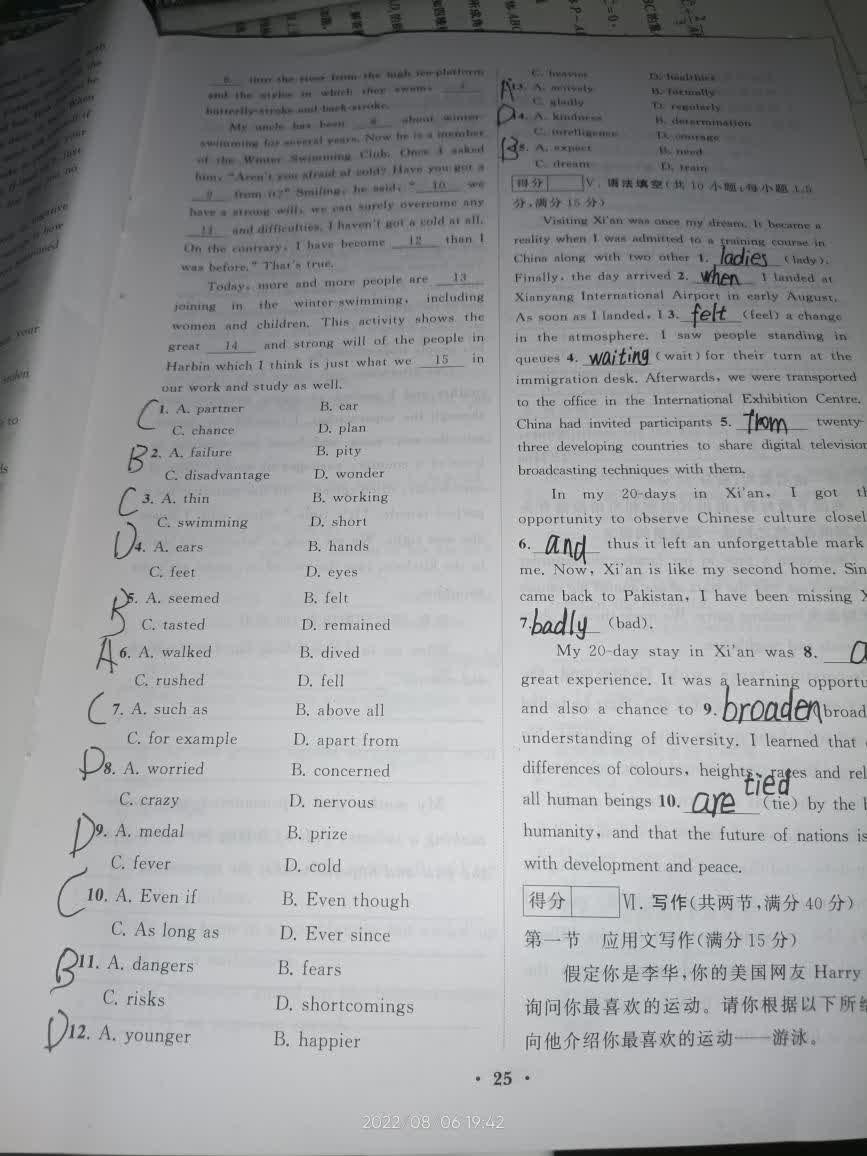 6 into the river from the high ice-platform
and the styles in which they swam, 7
butterfly-stroke and back-stroke.
My uncle has been 8 about winter
swimming for several years. Now he is a member
of the Winter Swimming Club. Once I asked
him, "Aren't you afraid of cold? Have you got a
9 from it?" Smiling, he said, "10 we
have a strong will, we can surely overcome any
11 and difficulties. I haven't got a cold at all.
On the contrary, I have become 12 than I
was before." That's true.
Today, more and more people are 13
joining in the winter-swimming, including
women and children. This activity shows the
great 14 and strong will of the people in
Harbin which I think is just what we 15 in
our work and study as well.
C 1. A. partner B. car
C. chance D. plan
B 2. A. failure B. pity
C. disadvantage D. wonder
C 3. A. thin B. working
C. swimming D. short
D 4. A. ears B. hands
C. feet D. eyes
B 5. A. seemed B. felt
C. tasted D. remained
A 6. A. walked B. dived
C. rushed D. fell
C 7. A. such as B. above all
C. for example D. apart from
D 8. A. worried B. concerned
C. crazy D. nervous
D 9. A. medal B. prize
C. fever D. cold
C 10. A. Even if B. Even though
C. As long as D. Ever since
B 11. A. dangers B. fears
C. risks D. shortcomings
D 12. A. younger B. happier
C. heavier D. healthier
A 13. A. actively B. formally
C. gladly D. regularly
D 14. A. kindness B. determination
C. intelligence D. courage
B 15. A. expect B. need
C. dream D. train
得分 Ⅴ. 语法填空(共 10 小题;每小题 1.5
分,满分 15 分)
Visiting Xi'an was once my dream. It became a
reality when I was admitted to a training course in
China along with two other 1. ladies (lady).
Finally, the day arrived 2. when I landed at
Xianyang International Airport in early August.
As soon as I landed, I 3. felt (feel) a change
in the atmosphere. I saw people standing in
queues 4. waiting (wait) for their turn at the
immigration desk. Afterwards, we were transported
to the office in the International Exhibition Centre.
China had invited participants 5. from twenty-
three developing countries to share digital television
broadcasting techniques with them.
In my 20-days in Xi'an, I got
opportunity to observe Chinese culture
6. and thus it left an unforgettable mark
me. Now, Xi'an is like my second home.
came back to Pakistan, I have been missing
7. badly (bad).
My 20-day stay in Xi'an was 8. a
great experience. It was a learning
and also a chance to 9. broaden
understanding of diversity. I learned that
differences of colours, heights, races and
all human beings 10. are tied (tie) by the
humanity, and that the future of nations
with development and peace.
得分 Ⅵ. 写作(共两节,满分 40 分)
第一节 应用文写作(满分 15 分)
假定你是李华,你的美国网友 Harry
询问你最喜欢的运动。请你根据以下所给
向他介绍你最喜欢的运动——游泳。
· 25 ·
2022 08 06 19:42